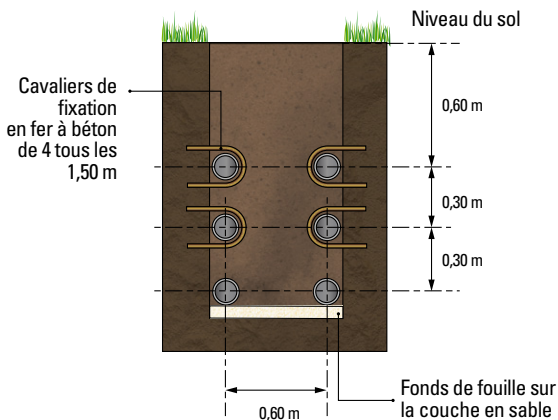 Niveau du sol
Cavaliers de
fixation
en fer à béton
de 4 tous les
1,50 m
0,60 m
0,30 m
0,30 m
0,60 m
Fonds de fouille sur
la couche en sable